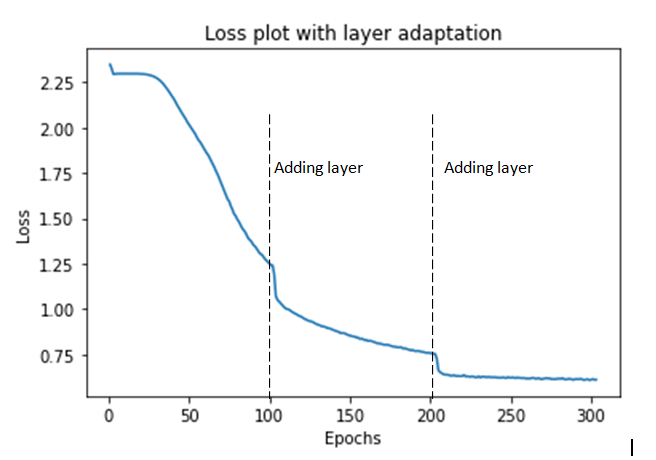 Loss plot with layer adaptation
2.25
2.00
1.75
1.50
1.25
1.00
0.75
Loss
Adding layer
Adding layer
0 50 100 150 200 250 300
Epochs